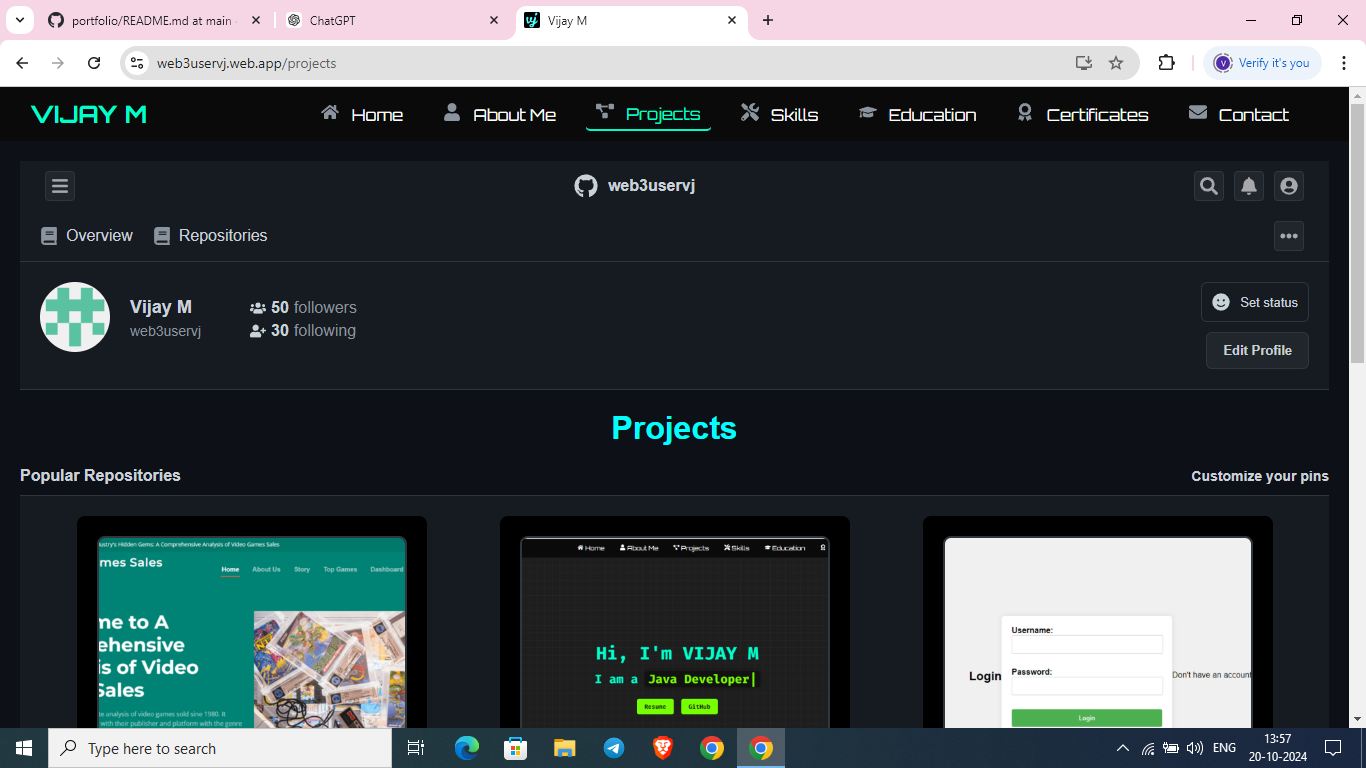 portfolio/README.md at main
ChatGPT
Vijay M
web3uservj.web.app/projects
Verify it's you
VIJAY M
Home
About Me
Projects
Skills
Education
Certificates
Contact
web3uservj
Overview
Repositories
Vijay M
web3uservj
50 followers
30 following
Set status
Edit Profile
Projects
Popular Repositories
Customize your pins
ustry's Hidden Gems: A Comprehensive Analysis of Video Games Sales
mes Sales
Home About Us Story Top Games Dashboard
me to A
ehensive
is of Video
Sales
te analysis of video games sold sine 1980. It
with their publisher and platform with the genre
Home About Me Projects Skills Education
Hi, I'm VIJAY M
I am a Java Developer|
Resume GitHub
Username:
Login
Password:
Don't have an account
Login
Type here to search
ENG
13:57
20-10-2024